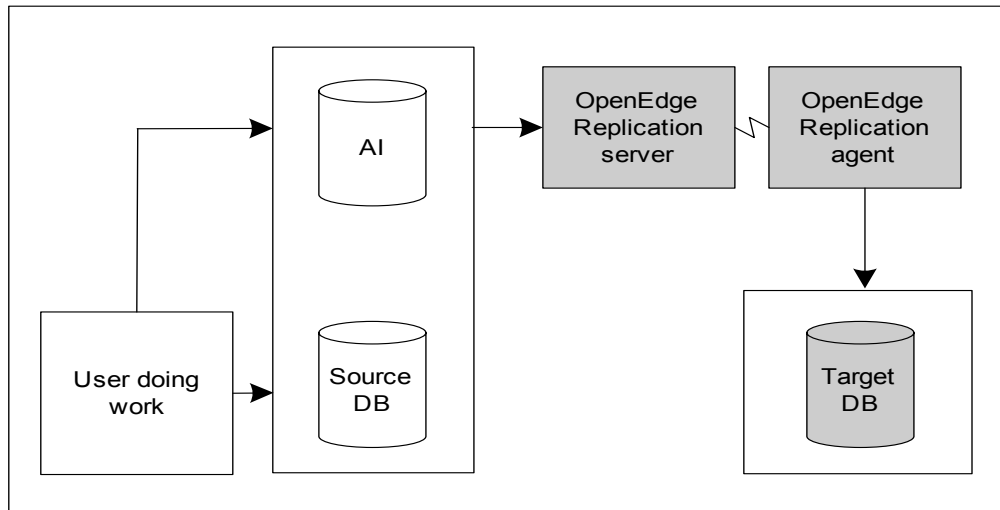 AI
OpenEdge
Replication
server
OpenEdge
Replication
agent
User doing
work
Source
DB
Target
DB